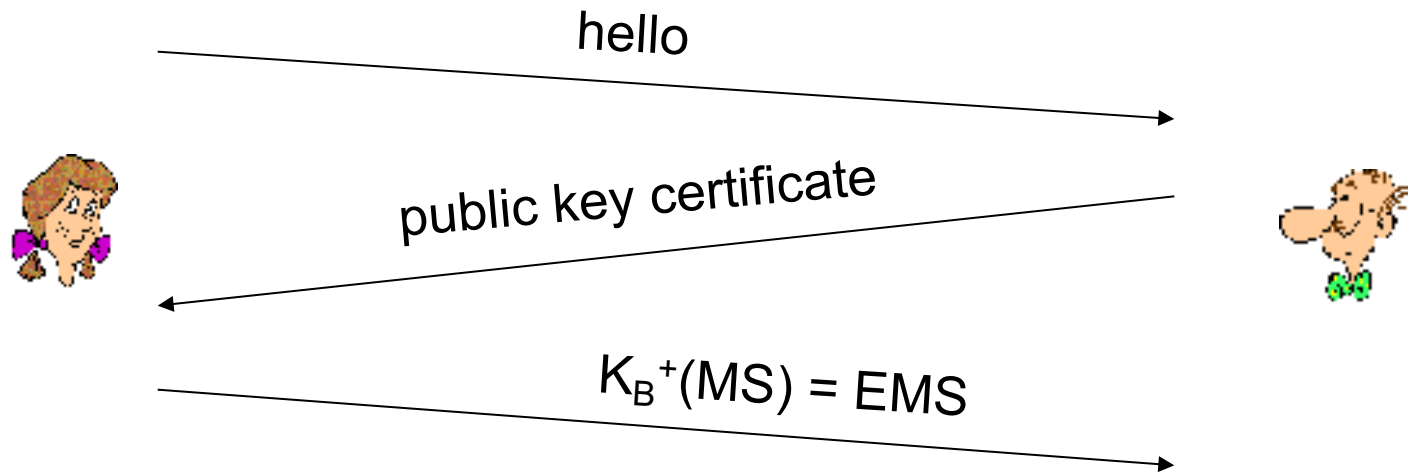 hello
public key certificate
K_B^+(MS) = EMS